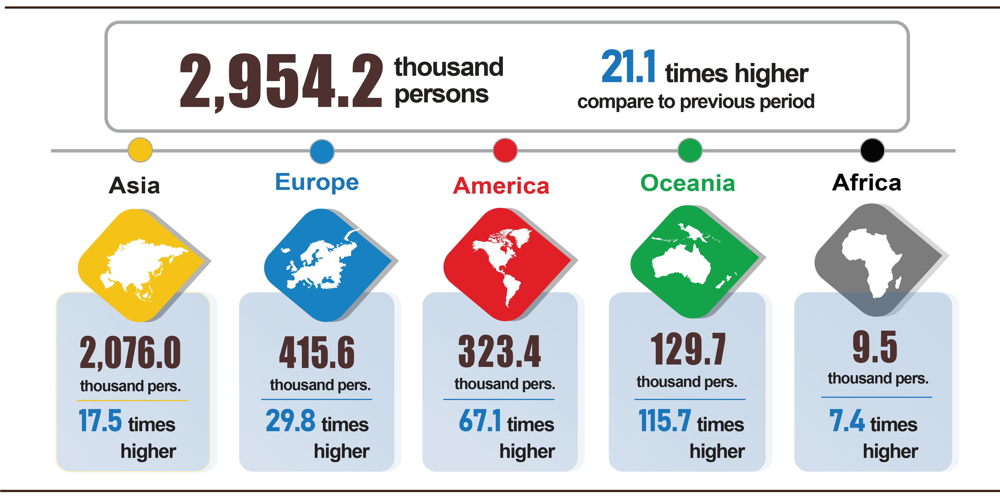 2,954.2 thousand
persons
21.1 times higher
compare to previous period
Asia
Europe
America
Oceania
Africa
2,076.0
thousand pers.
17.5 times
higher
415.6
thousand pers.
29.8 times
higher
323.4
thousand pers.
67.1 times
higher
129.7
thousand pers.
115.7 times
higher
9.5
thousand pers.
7.4 times
higher